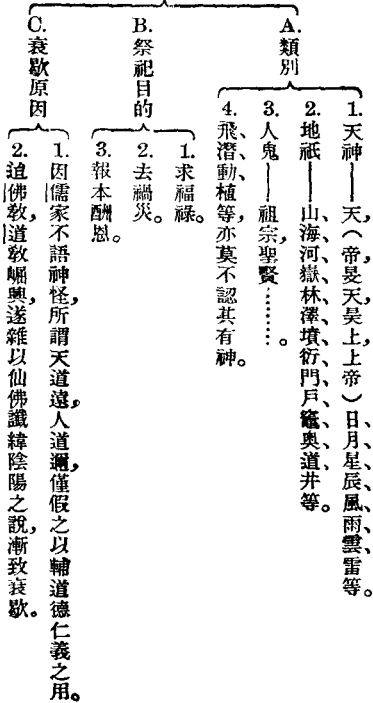 A.類別
1.天神——天，(帝，旻天，昊上，上帝)日、月、星、辰、風、雨、雲、雷等。
2.地祇——山、海、河、嶽、林、澤、墳、衍、門、戶、竈、奧、道、井等。
3.人鬼——祖宗，聖賢………。
4.飛、潛、動、植等，亦莫不認其有神。
B.祭祀目的
1.求福祿。
2.去禍災。
3.報本酬恩。
C.衰歇原因
1.因儒家不語神怪，所謂天道遠，人道邇，僅假之以輔道德仁義之用。
2.迨佛教，道教崛興，遂雜以仙佛讖緯陰陽之說，漸致衰歇。